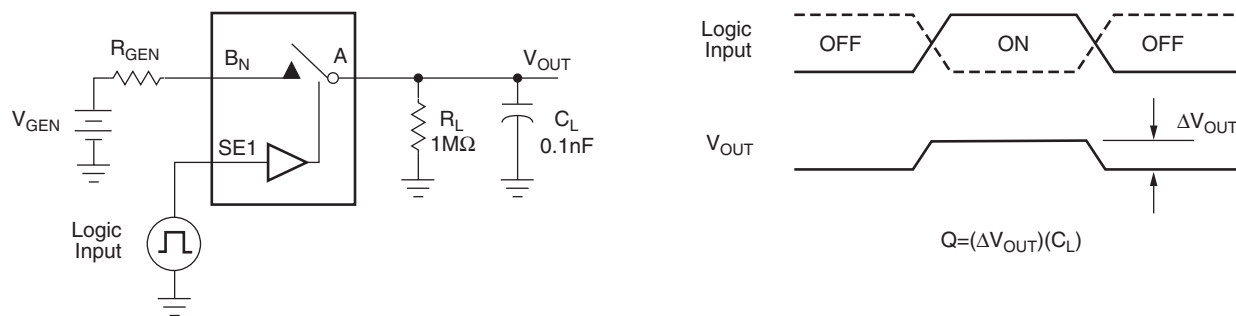 R_GEN
V_GEN
B_N
A
SE1
Logic
Input
V_OUT
R_L
1MΩ
C_L
0.1nF
Logic
Input
OFF
ON
OFF
V_OUT
ΔV_OUT
Q=(ΔV_OUT)(C_L)